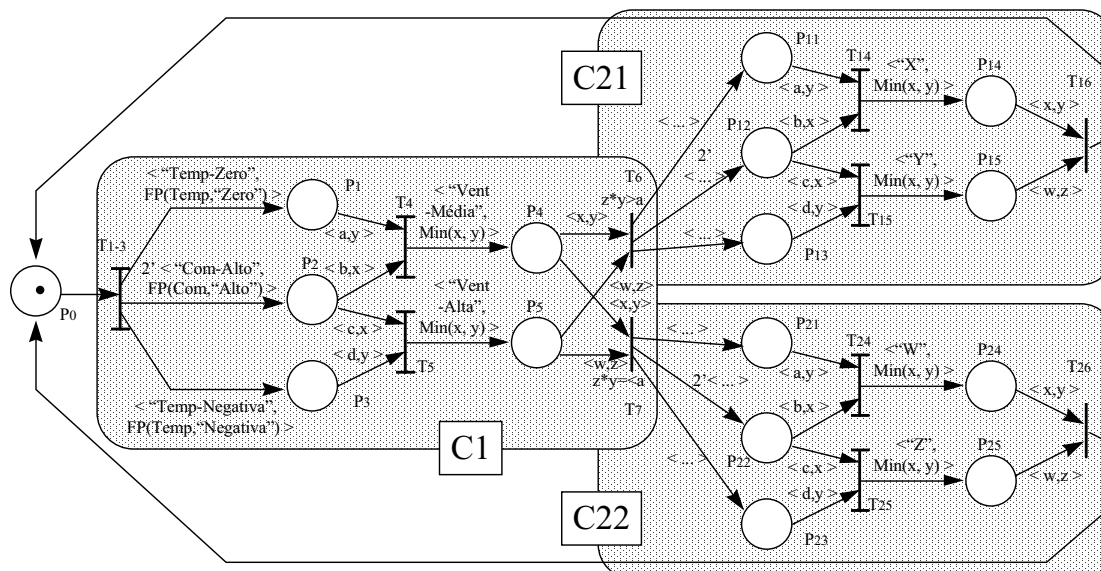 C21
P11
< a,y >
T14
<“X”,
Min(x, y) >
P14
< x,y >
T16
< ... >
P12
< b,x >
2’
< ... >
< c,x >
<“Y”,
Min(x, y) >
P15
< w,z >
< d,y >
T15
< ... >
P13
T6
z*y>a
< “Temp-Zero”,
FP(Temp,“Zero”) >
P1
< a,y >
T4
< “Vent
-Média”,
Min(x, y) >
P4
<x,y>
T1-3
2’ < “Com-Alto”,
FP(Com,“Alto”) >
P2
< b,x >
P0
< c,x >
< d,y >
T5
< “Vent
-Alta”,
Min(x, y) >
P5
<w,z>
<x,y>
<w,z>
z*y=<a
T7
P3
< “Temp-Negativa”,
FP(Temp,“Negativa”) >
C1
< ... >
P21
< a,y >
T24
<“W”,
Min(x, y) >
P24
< x,y >
T26
2’< ... >
< b,x >
P22
< c,x >
<“Z”,
Min(x, y) >
P25
< w,z >
< ... >
< d,y >
T25
P23
C22